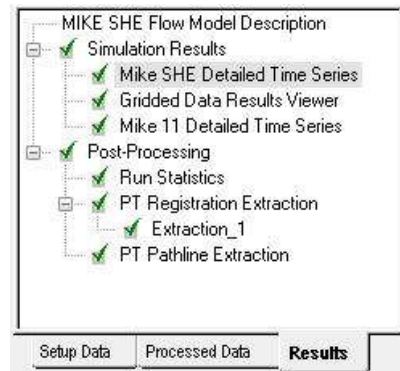 MIKE SHE Flow Model Description
Simulation Results
Mike SHE Detailed Time Series
Gridded Data Results Viewer
Mike 11 Detailed Time Series
Post-Processing
Run Statistics
PT Registration Extraction
Extraction_1
PT Pathline Extraction
Setup Data Processed Data Results